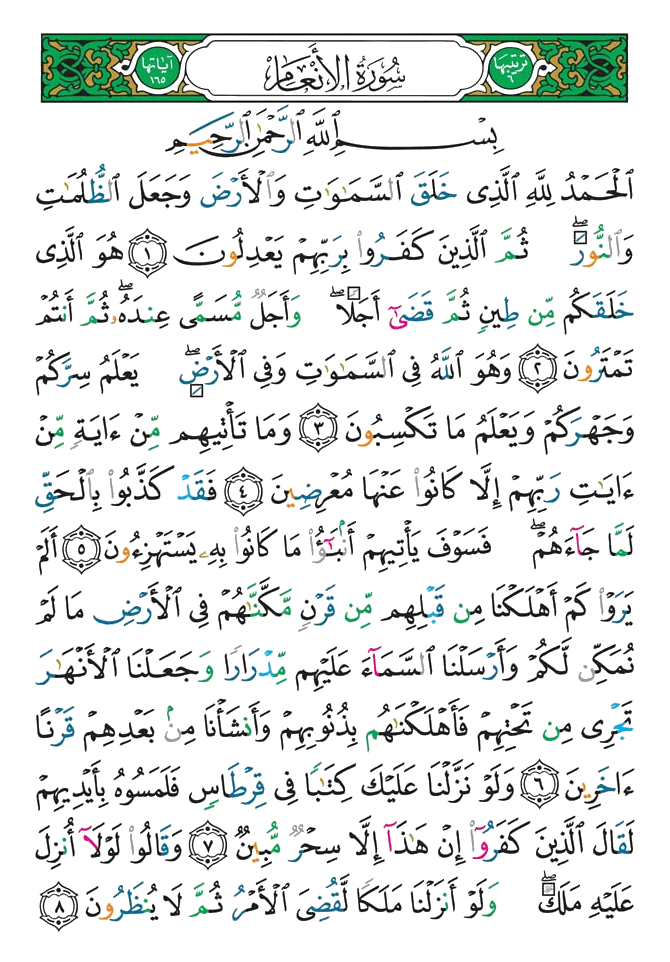 ترتيبها ٦ سُورَةُ الأَنْعَامِ آيَاتُها ١٦٥
بِسْمِ ٱللَّهِ ٱلرَّحْمَٰنِ ٱلرَّحِيمِ
ٱلْحَمْدُ لِلَّهِ ٱلَّذِى خَلَقَ ٱلسَّمَٰوَٰتِ وَٱلْأَرْضَ وَجَعَلَ ٱلظُّلُمَٰتِ
وَٱلنُّورَۖ ثُمَّ ٱلَّذِينَ كَفَرُوا۟ بِرَبِّهِمْ يَعْدِلُونَ ١ هُوَ ٱلَّذِى
خَلَقَكُم مِّن طِينٍ ثُمَّ قَضَىٰٓ أَجَلًاۖ وَأَجَلٌ مُّسَمًّى عِندَهُۥۖ ثُمَّ أَنتُمْ
تَمْتَرُونَ ٢ وَهُوَ ٱللَّهُ فِى ٱلسَّمَٰوَٰتِ وَفِى ٱلْأَرْضِۖ يَعْلَمُ سِرَّكُمْ
وَجَهْرَكُمْ وَيَعْلَمُ مَا تَكْسِبُونَ ٣ وَمَا تَأْتِيهِم مِّنْ ءَايَةٍ مِّنْ
ءَايَٰتِ رَبِّهِمْ إِلَّا كَانُوا۟ عَنْهَا مُعْرِضِينَ ٤ فَقَدْ كَذَّبُوا۟ بِٱلْحَقِّ
لَمَّا جَآءَهُمْۖ فَسَوْفَ يَأْتِيهِمْ أَنۢبَٰٓؤُا۟ مَا كَانُوا۟ بِهِۦ يَسْتَهْزِءُونَ ٥ أَلَمْ
يَرَوْا۟ كَمْ أَهْلَكْنَا مِن قَبْلِهِم مِّن قَرْنٍ مَّكَّنَّٰهُمْ فِى ٱلْأَرْضِ مَا لَمْ
نُمَكِّن لَّكُمْ وَأَرْسَلْنَا ٱلسَّمَآءَ عَلَيْهِم مِّدْرَارًا وَجَعَلْنَا ٱلْأَنْهَٰرَ
تَجْرِى مِن تَحْتِهِمْ فَأَهْلَكْنَٰهُم بِذُنُوبِهِمْ وَأَنشَأْنَا مِنۢ بَعْدِهِمْ قَرْنًا
ءَاخَرِينَ ٦ وَلَوْ نَزَّلْنَا عَلَيْكَ كِتَٰبًا فِى قِرْطَاسٍ فَلَمَسُوهُ بِأَيْدِيهِمْ
لَقَالَ ٱلَّذِينَ كَفَرُوٓا۟ إِنْ هَٰذَآ إِلَّا سِحْرٌ مُّبِينٌ ٧ وَقَالُوا۟ لَوْلَآ أُنزِلَ
عَلَيْهِ مَلَكٌۖ وَلَوْ أَنزَلْنَا مَلَكًا لَّقُضِىَ ٱلْأَمْرُ ثُمَّ لَا يُنظَرُونَ ٨